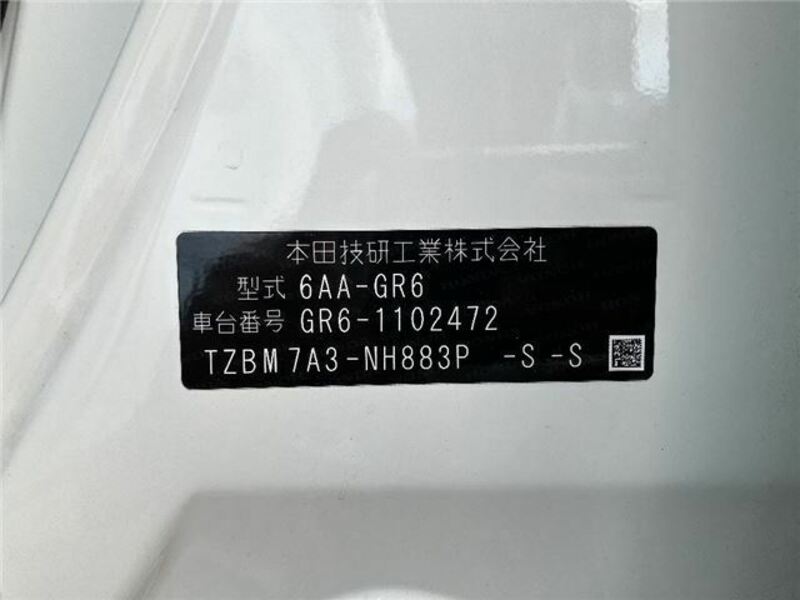 本田技研工業株式会社
型式 6AA-GR6
車台番号 GR6-1102472
TZBM7A3-NH883P -S-S